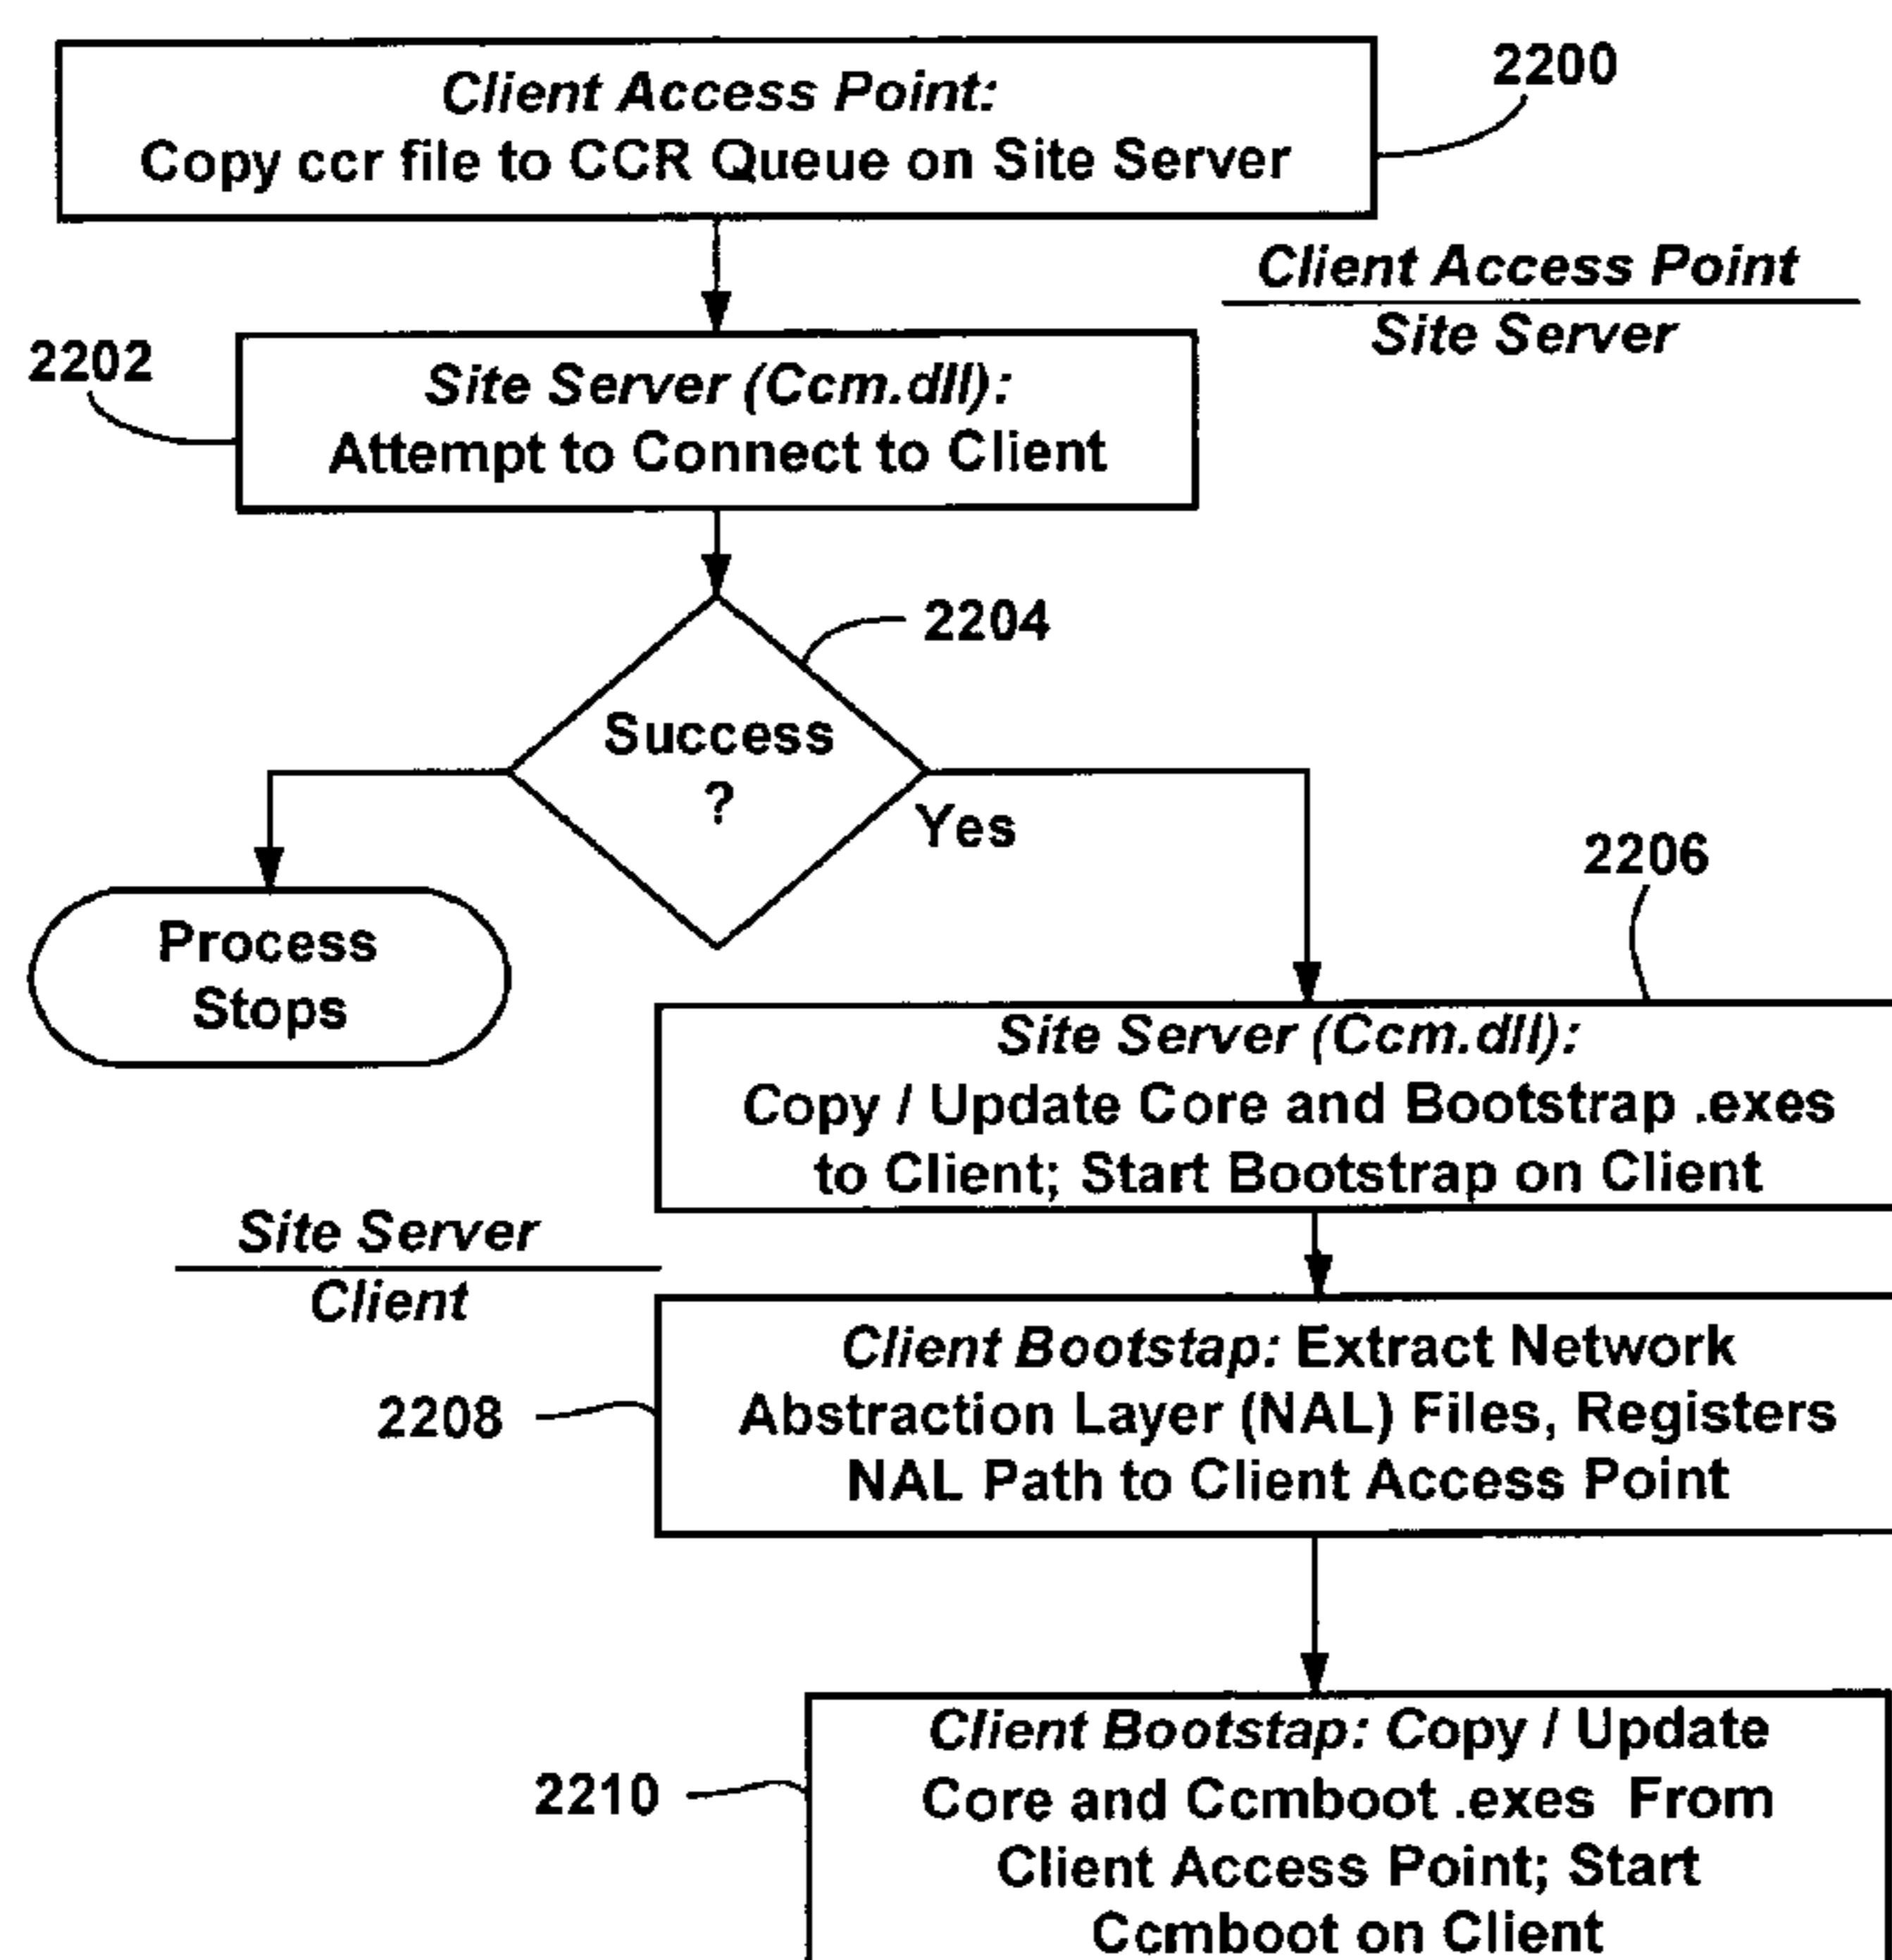 Client Access Point:
Copy ccr file to CCR Queue on Site Server
2200
Client Access Point
Site Server
2202
Site Server (Ccm.dll):
Attempt to Connect to Client
2204
Success
?
Yes
Process
Stops
2206
Site Server (Ccm.dll):
Copy / Update Core and Bootstrap .exes
to Client; Start Bootstrap on Client
Site Server
Client
Client Bootstap: Extract Network
Abstraction Layer (NAL) Files, Registers
NAL Path to Client Access Point
2208
Client Bootstap: Copy / Update
Core and Ccmboot .exes From
Client Access Point; Start
Ccmboot on Client
2210